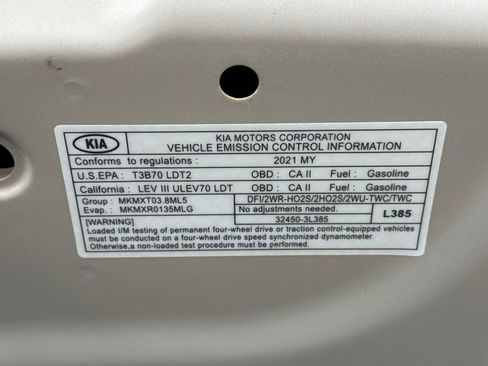 KIA
KIA MOTORS CORPORATION
VEHICLE EMISSION CONTROL INFORMATION
Conforms to regulations : 2021 MY
U.S.EPA : T3B70 LDT2 OBD : CA II Fuel : Gasoline
California : LEV III ULEV70 LDT OBD : CA II Fuel : Gasoline
Group : MKMXT03.8ML5 DFI/2WR-HO2S/2HO2S/2WU-TWC/TWC
Evap. : MKMXR0135MLG No adjustments needed. L385
32450-3L385
[WARNING]
Loaded I/M testing of permanent four-wheel drive or traction control-equipped vehicles
must be conducted on a four-wheel drive speed synchronized dynamometer.
Otherwise,a non-loaded test procedure must be performed.